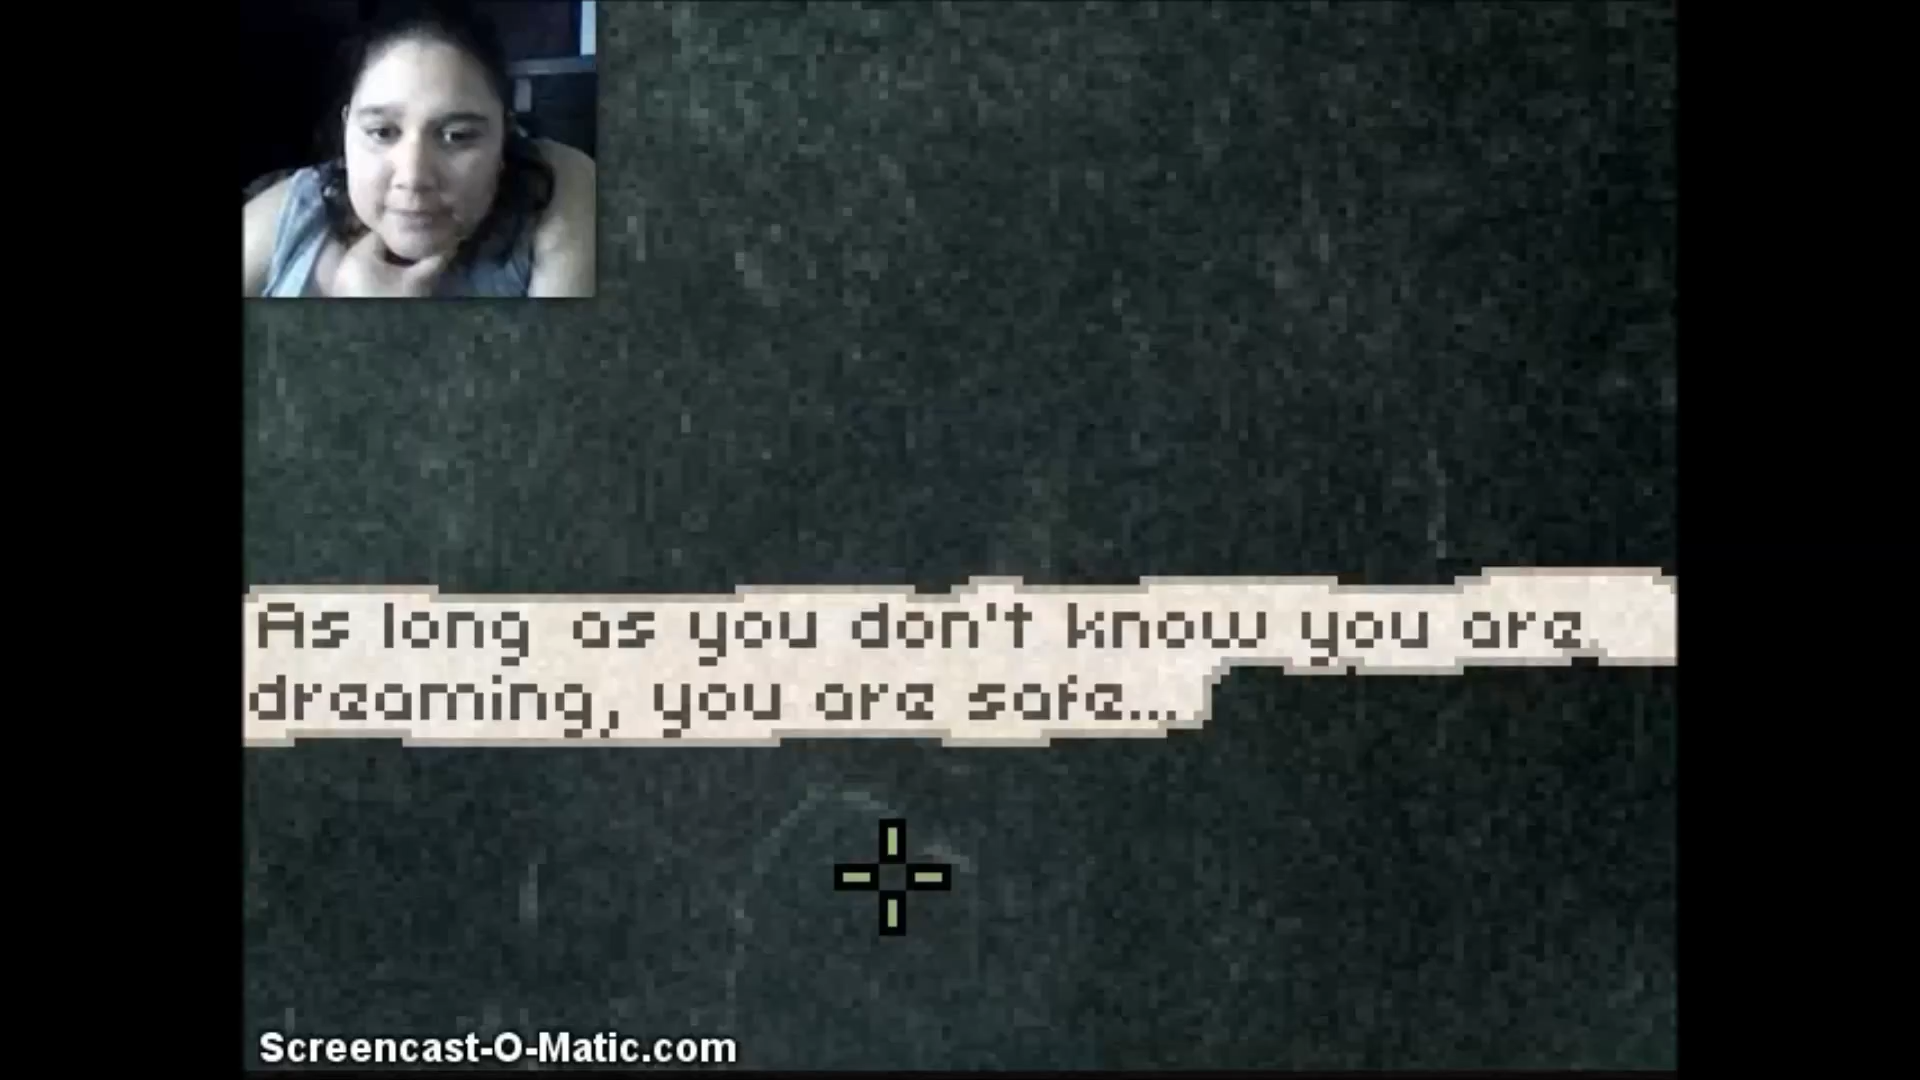 As long as you don't know you are
dreaming, you are safe...
Screencast-O-Matic.com